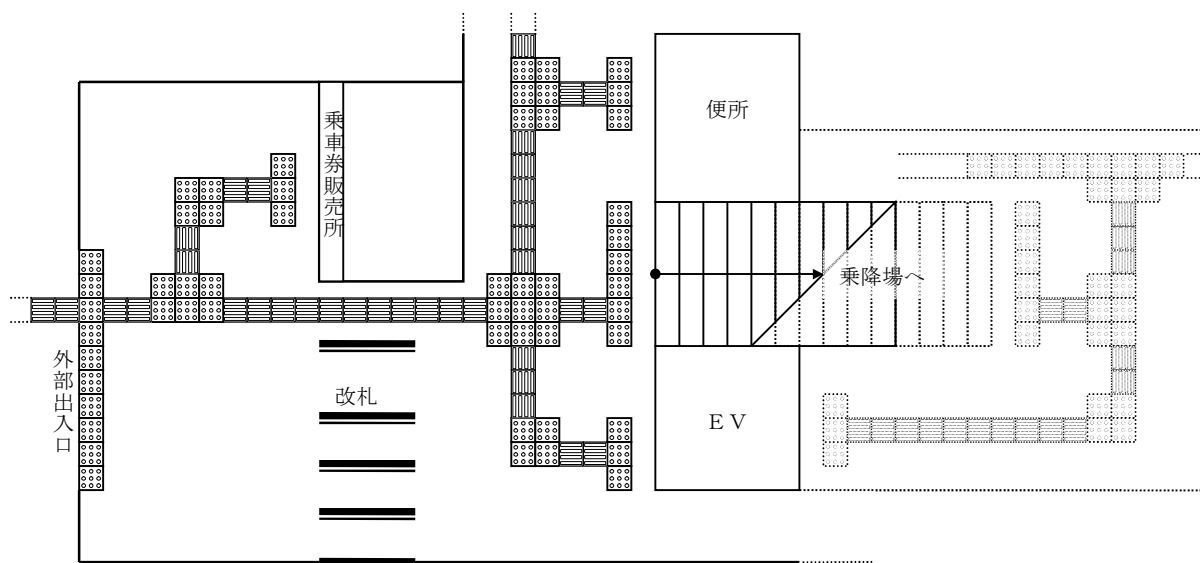 便所
乗車券販売所
乗降場へ
外部出入口
改札
ＥＶ